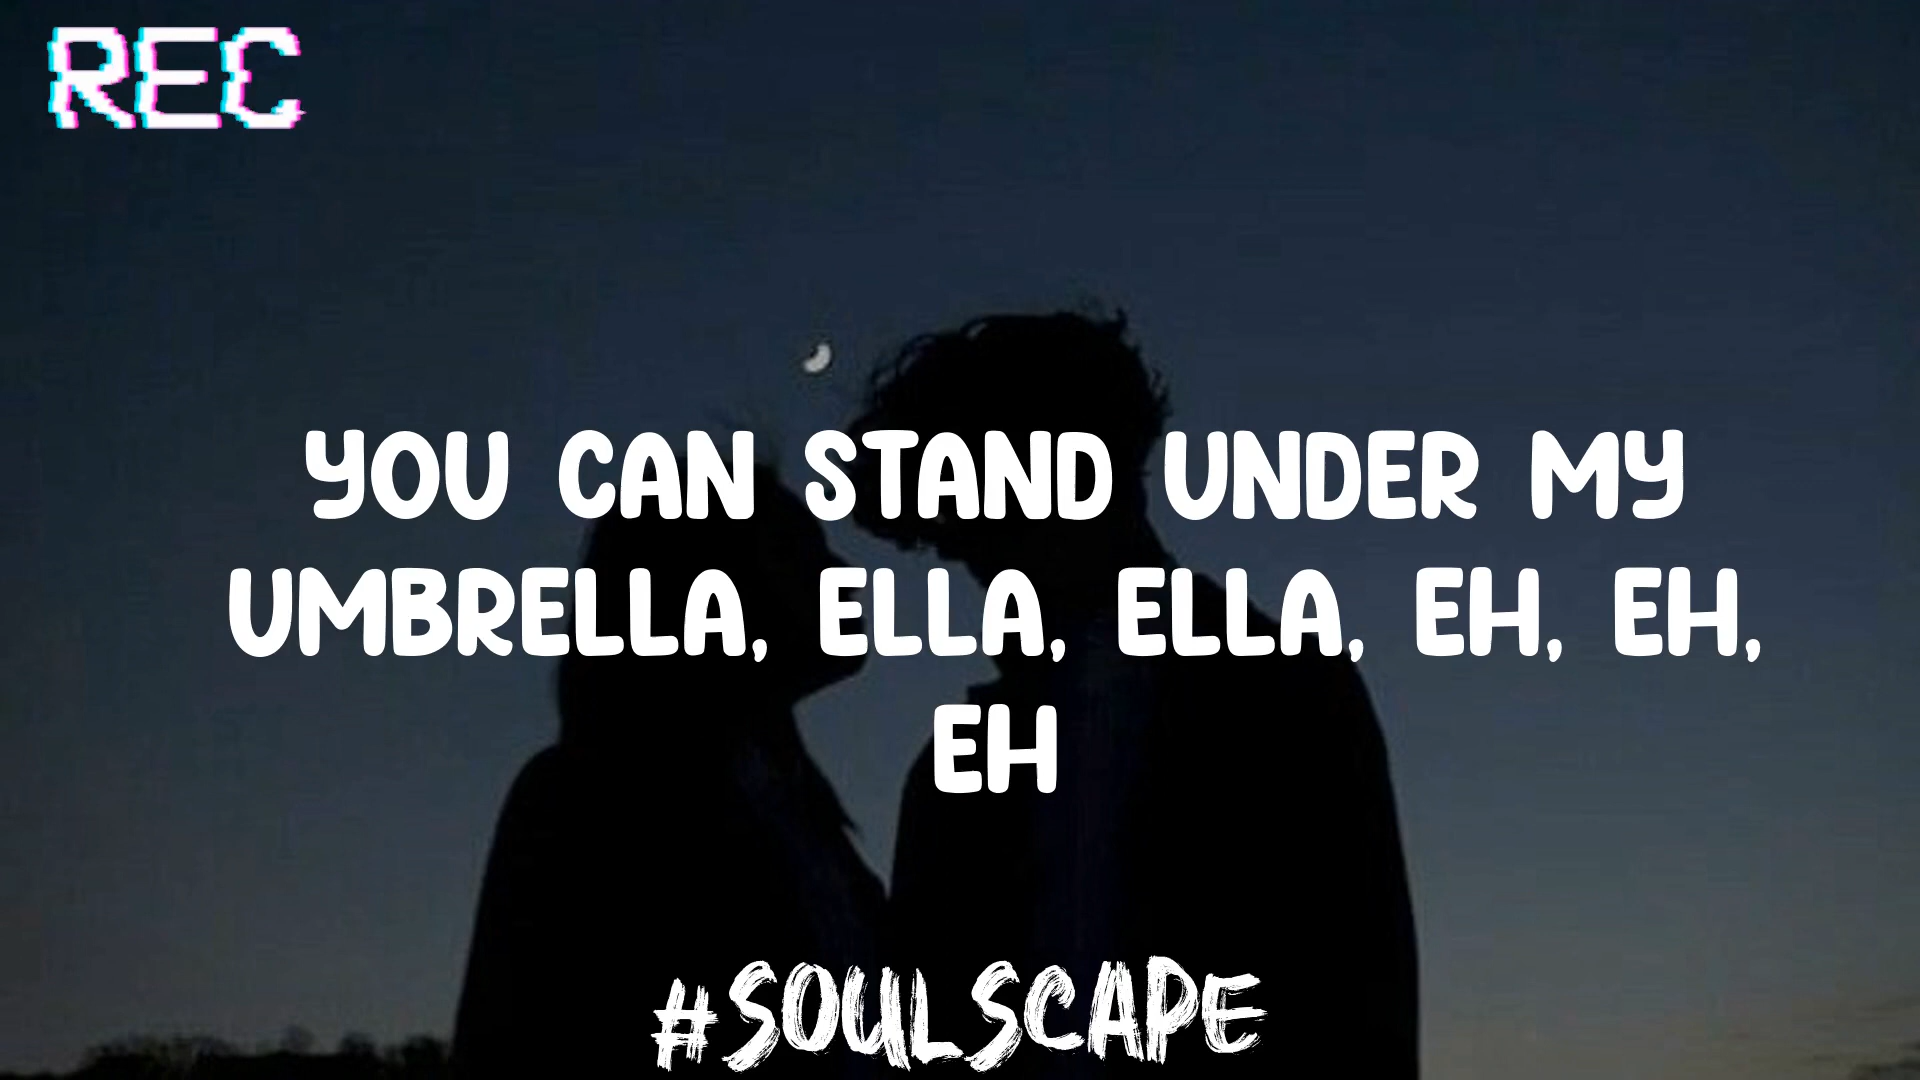 REC
YOU CAN STAND UNDER MY
UMBRELLA, ELLA, ELLA, EH, EH,
EH
#SOULSCAPE